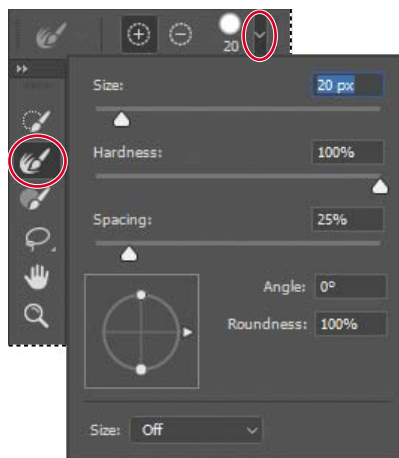 20
Size: 20 px
Hardness: 100%
Spacing: 25%
Angle: 0°
Roundness: 100%
Size: Off